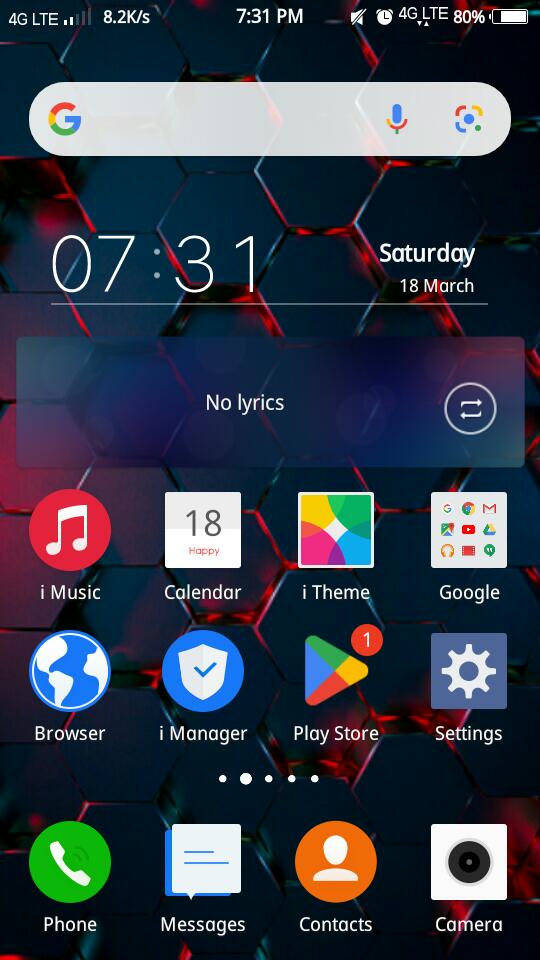 4G LTE 8.2K/s 7:31 PM 4G LTE 80%
07:31
Saturday
18 March
No lyrics
18
Happy
i Music Calendar i Theme Google
1
Browser i Manager Play Store Settings
Phone Messages Contacts Camera